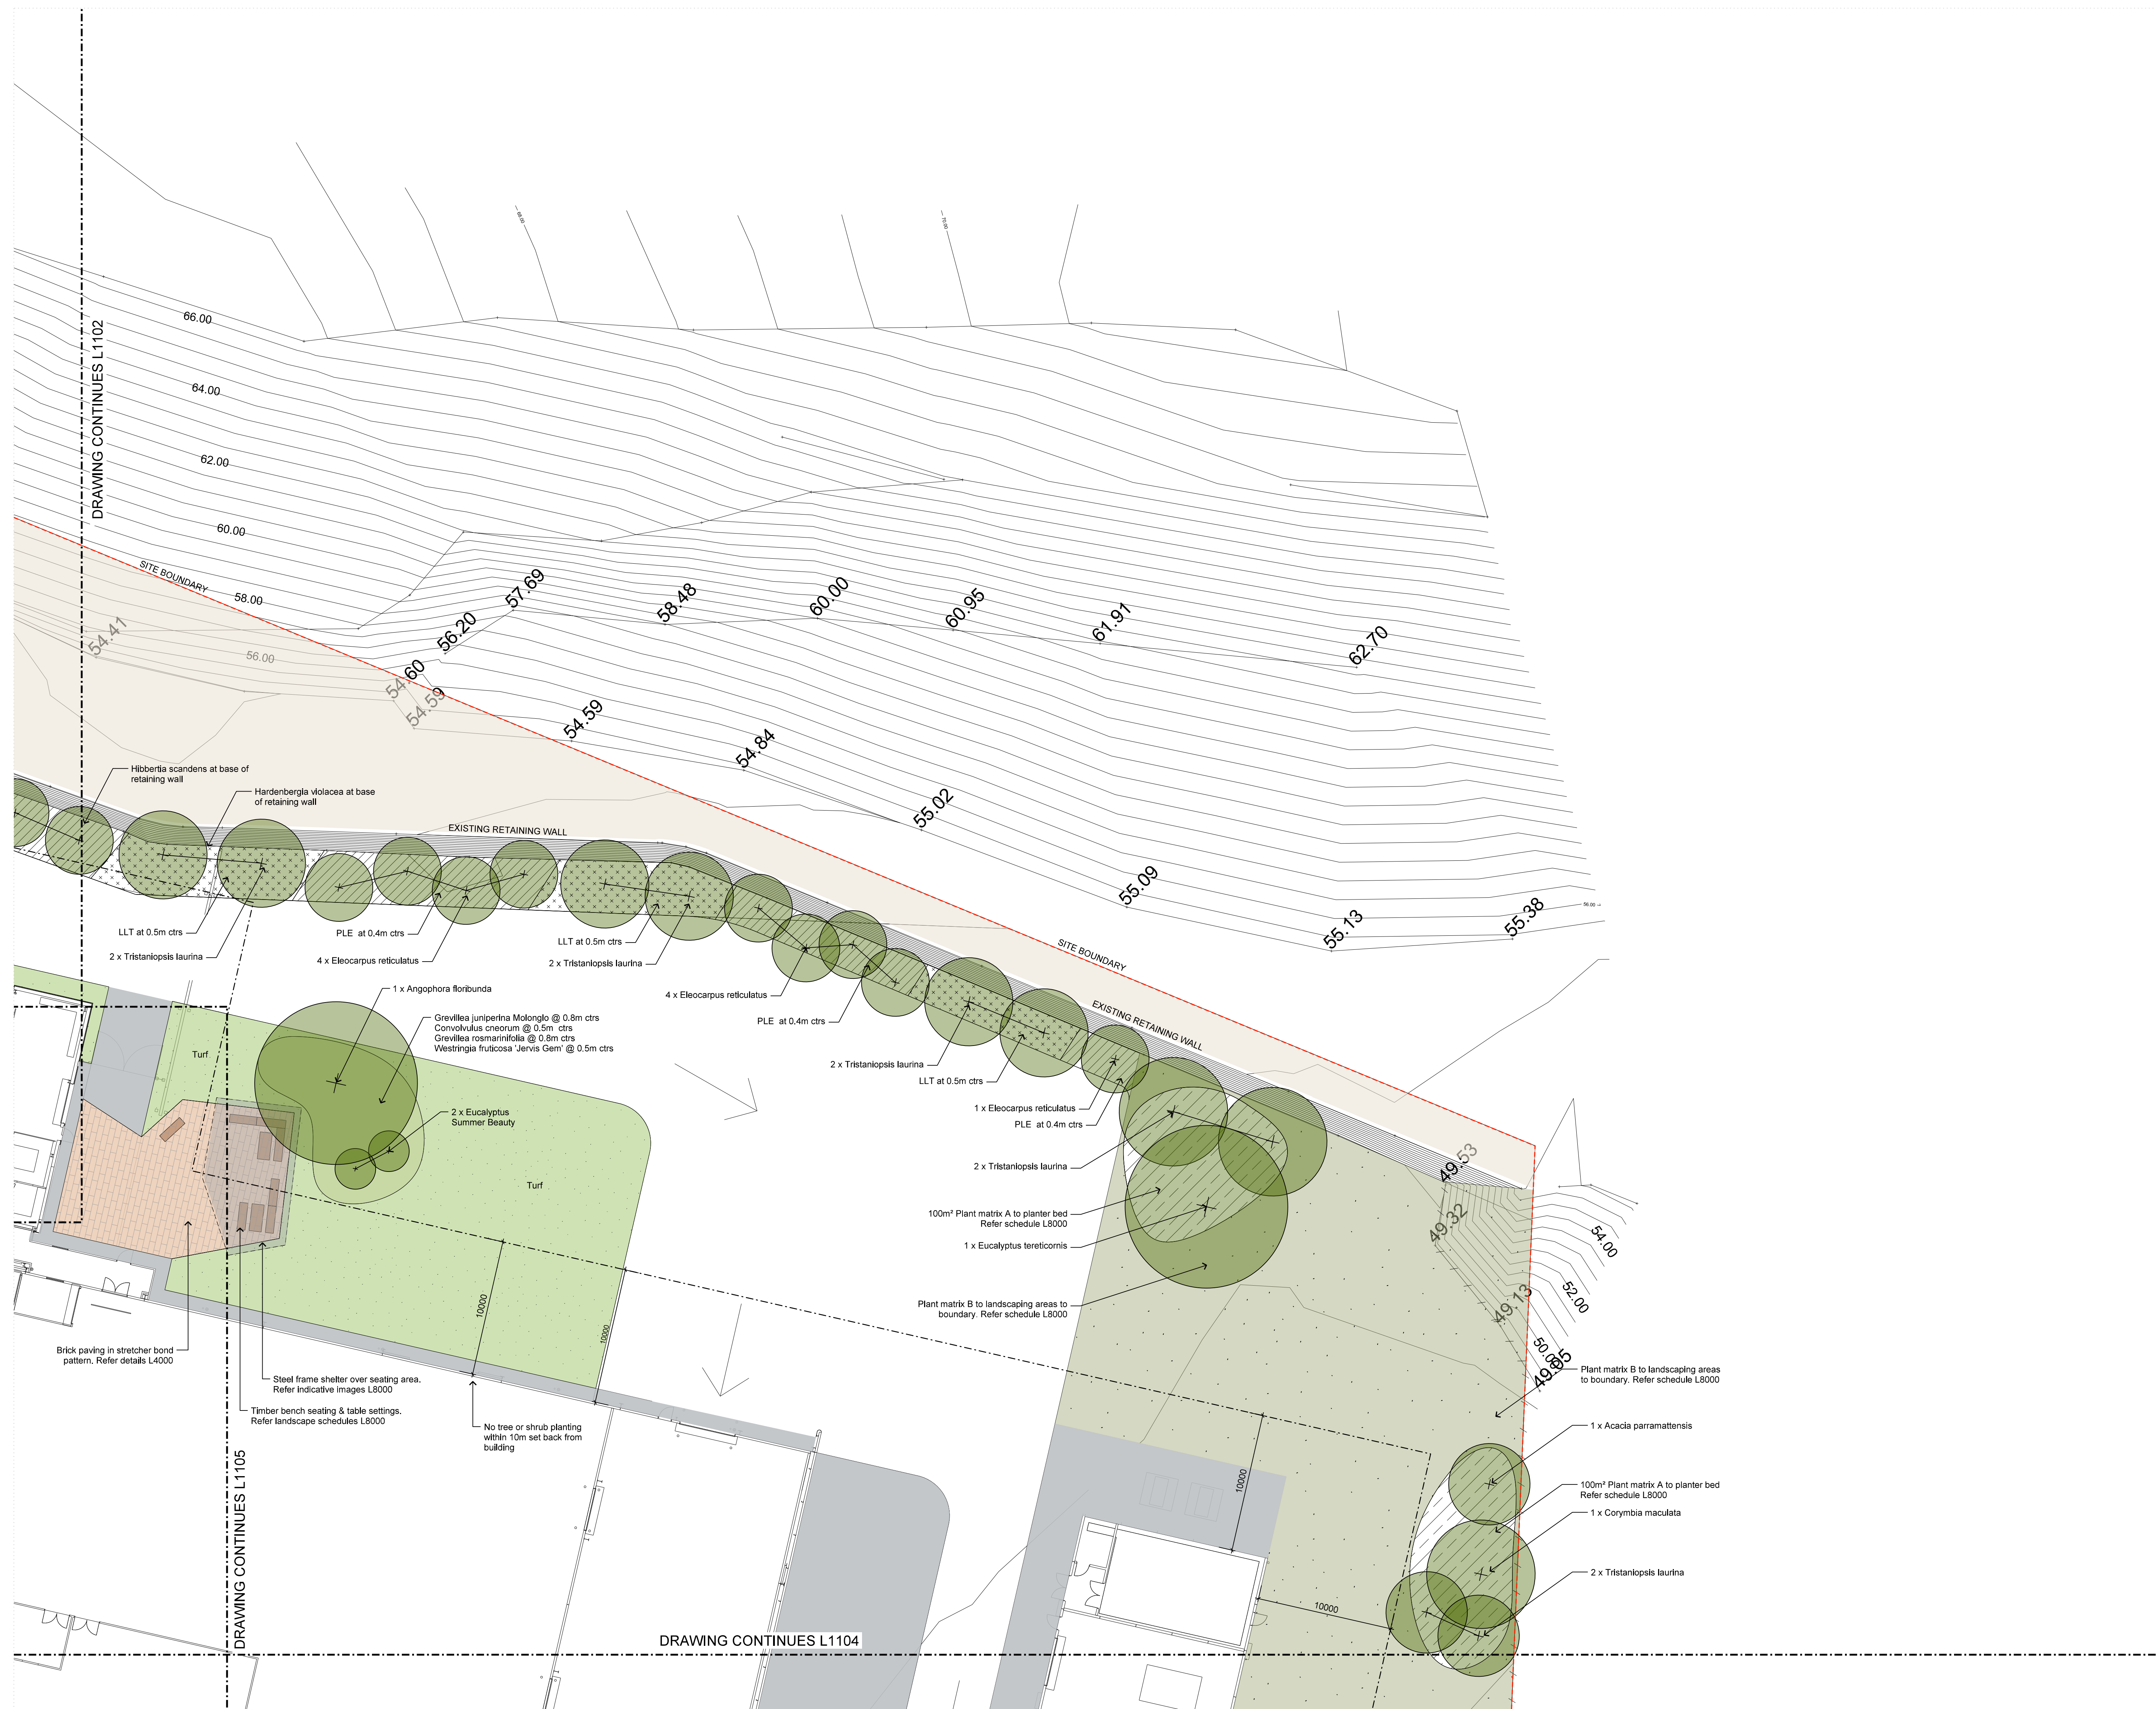 DRAWING CONTINUES L1102
68.00
70.00
66.00
64.00
62.00
60.00
SITE BOUNDARY
58.00
56.00
54.41
54.60
54.59
56.20
57.69
58.48
60.00
60.95
61.91
62.70
54.59
54.84
55.02
55.09
55.13
55.38
56.00
Hibbertia scandens at base of
retaining wall
Hardenbergia violacea at base
of retaining wall
EXISTING RETAINING WALL
LLT at 0.5m ctrs
2 x Tristaniopsis laurina
PLE at 0.4m ctrs
4 x Eleocarpus reticulatus
LLT at 0.5m ctrs
2 x Tristaniopsis laurina
4 x Eleocarpus reticulatus
PLE at 0.4m ctrs
SITE BOUNDARY
EXISTING RETAINING WALL
2 x Tristaniopsis laurina
LLT at 0.5m ctrs
1 x Eleocarpus reticulatus
PLE at 0.4m ctrs
2 x Tristaniopsis laurina
100m² Plant matrix A to planter bed
Refer schedule L8000
1 x Eucalyptus tereticornis
Plant matrix B to landscaping areas to
boundary. Refer schedule L8000
1 x Angophora floribunda
Grevillea juniperina Molonglo @ 0.8m ctrs
Convolvulus cneorum @ 0.5m ctrs
Grevillea rosmarinifolia @ 0.8m ctrs
Westringia fruticosa 'Jervis Gem' @ 0.5m ctrs
Turf
2 x Eucalyptus
Summer Beauty
Turf
10000
10000
Brick paving in stretcher bond
pattern. Refer details L4000
Steel frame shelter over seating area.
Refer indicative images L8000
Timber bench seating & table settings.
Refer landscape schedules L8000
No tree or shrub planting
within 10m set back from
building
49.53
49.32
49.13
49.05
54.00
52.00
Plant matrix B to landscaping areas
to boundary. Refer schedule L8000
1 x Acacia parramattensis
100m² Plant matrix A to planter bed
Refer schedule L8000
1 x Corymbia maculata
2 x Tristaniopsis laurina
10000
10000
DRAWING CONTINUES L1105
DRAWING CONTINUES L1104